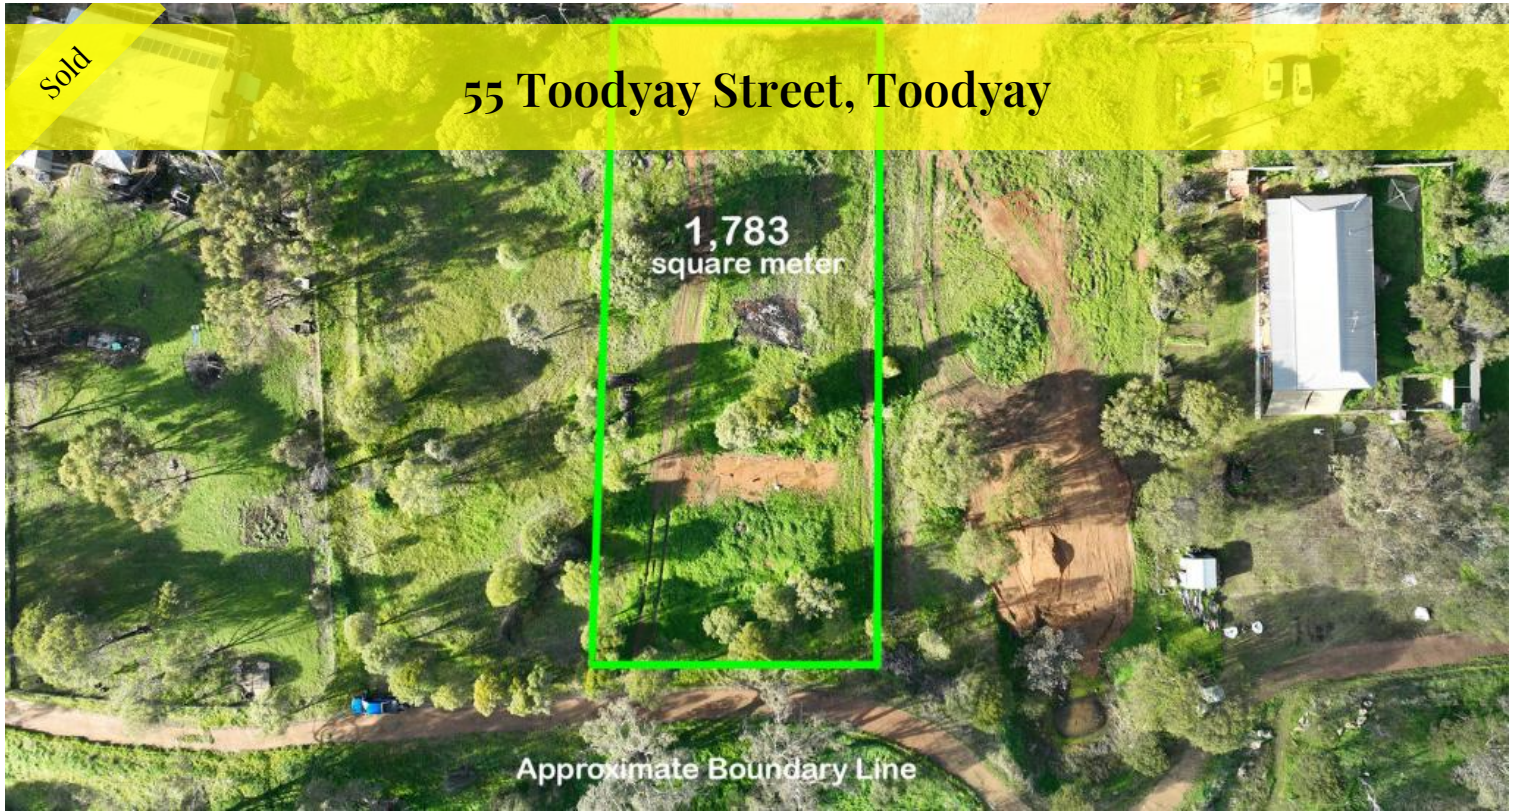 Sold
55 Toodyay Street, Toodyay
1,783
square meter
Approximate Boundary Line